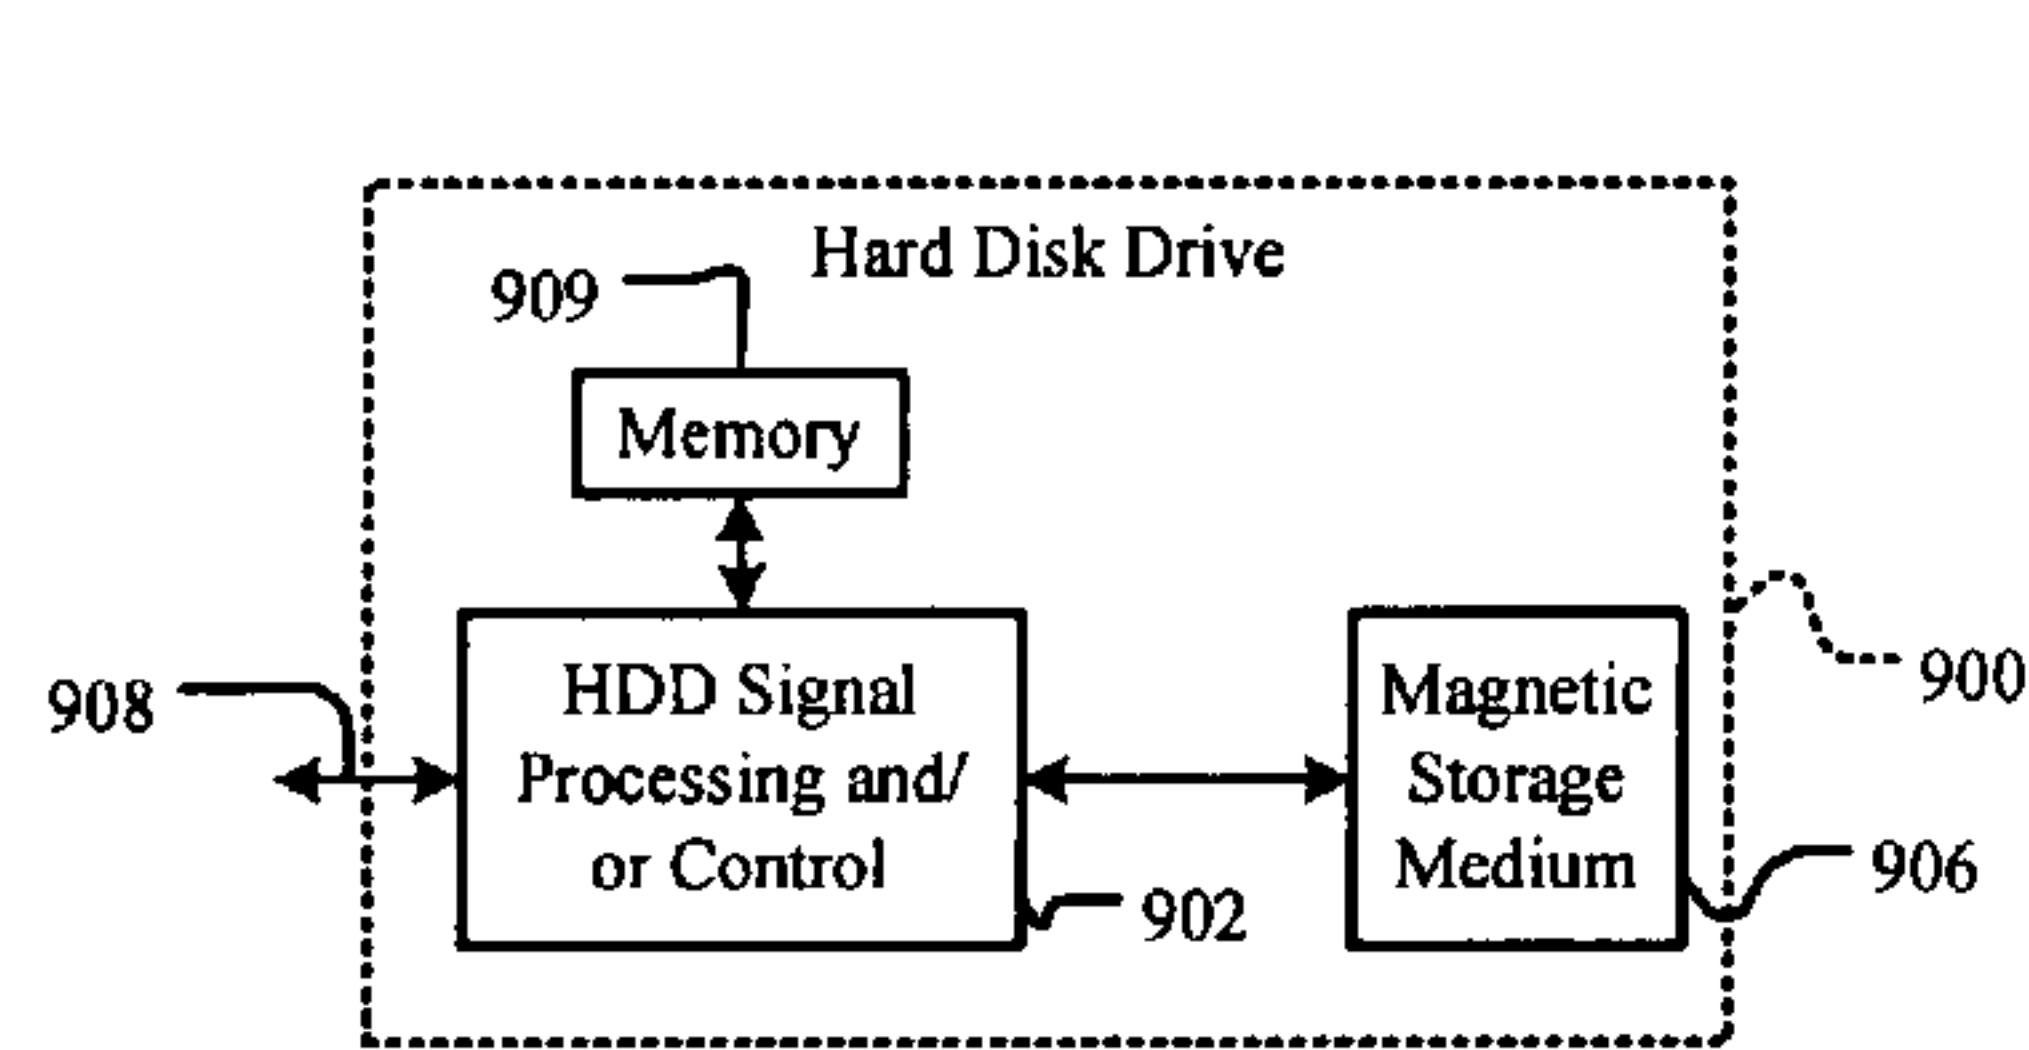 Hard Disk Drive
909
Memory
908
HDD Signal
Processing and/
or Control
902
Magnetic
Storage
Medium
900
906